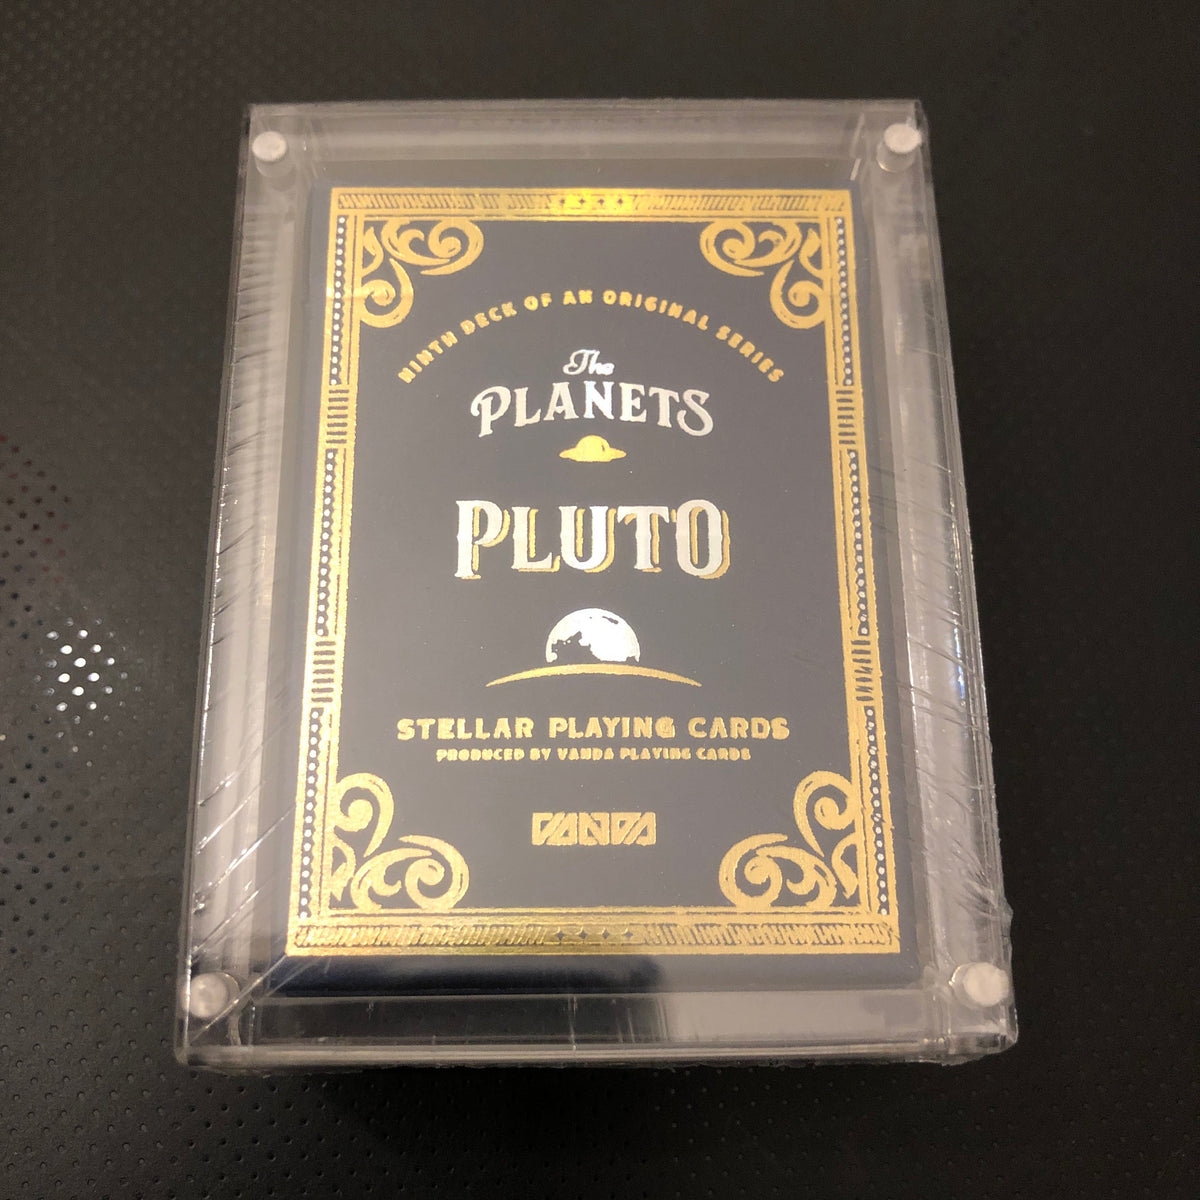 NINTH DECK OF AN ORIGINAL SERIES
The
PLANETS
PLUTO
STELLAR PLAYING CARDS
PRODUCED BY VANDA PLAYING CARDS
VANDA